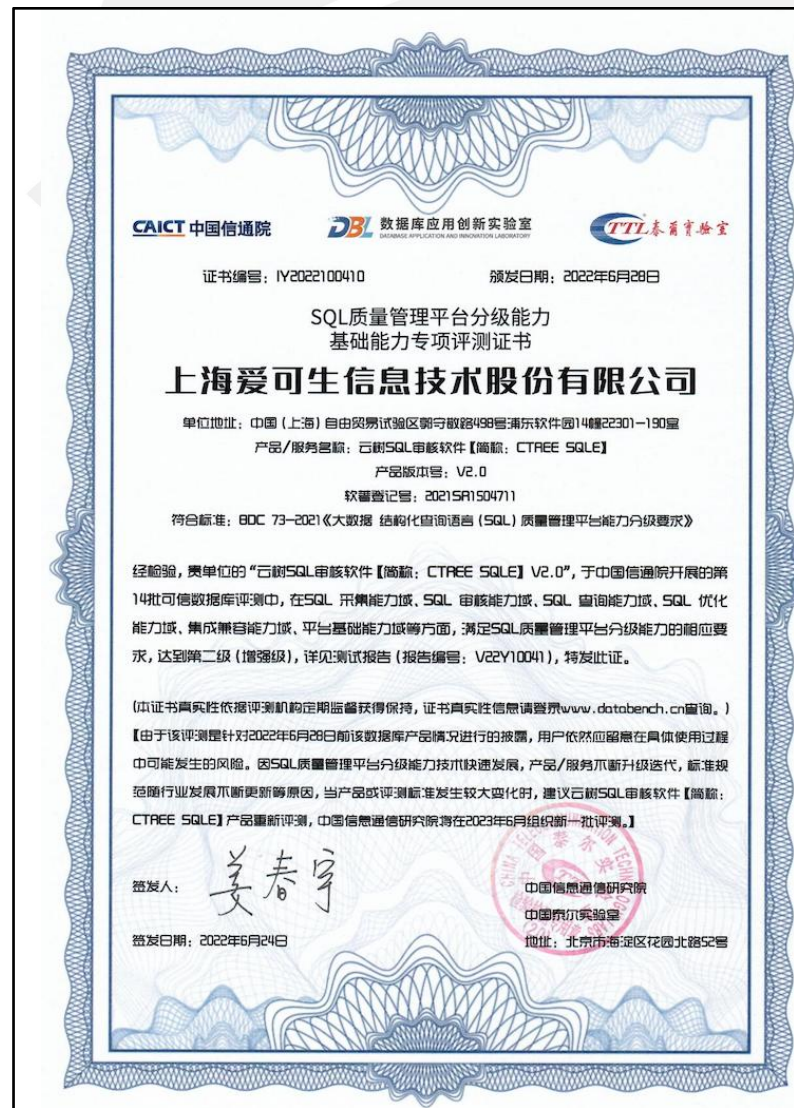 CAICT 中国信通院
DBL 数据库应用创新实验室
DATABASE APPLICATION AND INNOVATION LABORATORY
TTL 泰尔实验室
证书编号：IY2022100410
颁发日期：2022年6月28日
SQL质量管理平台分级能力
基础能力专项评测证书
上海爱可生信息技术股份有限公司
单位地址：中国（上海）自由贸易试验区郭守敬路498号浦东软件园14幢22301-190室
产品/服务名称：云树SQL审核软件【简称：CTREE SQLE】
产品版本号：V2.0
软著登记号：2021SR1504711
符合标准：BDC 73-2021《大数据 结构化查询语言（SQL）质量管理平台能力分级要求》
经检验，贵单位的“云树SQL审核软件【简称：CTREE SQLE】V2.0”，于中国信通院开展的第
14批可信数据库评测中，在SQL 采集能力域、SQL 审核能力域、SQL 查询能力域、SQL 优化
能力域、集成兼容能力域、平台基础能力域等方面，满足SQL质量管理平台分级能力的相应要
求，达到第二级（增强级），详见测试报告（报告编号：V22Y10041），特发此证。
（本证书真实性依据评测机构定期监督获得保持，证书真实性信息请登录www.databench.cn查询。）
【由于该评测是针对2022年6月28日前该数据库产品情况进行的披露，用户依然应留意在具体使用过程
中可能发生的风险。因SQL质量管理平台分级能力技术快速发展，产品/服务不断升级迭代，标准规
范随行业发展不断更新等原因，当产品或评测标准发生较大变化时，建议云树SQL审核软件【简称：
CTREE SQLE】产品重新评测，中国信息通信研究院将在2023年6月组织新一批评测。】
签发人：姜春宇
中国信息通信研究院
中国泰尔实验室
签发日期：2022年6月24日
地址：北京市海淀区花园北路52号